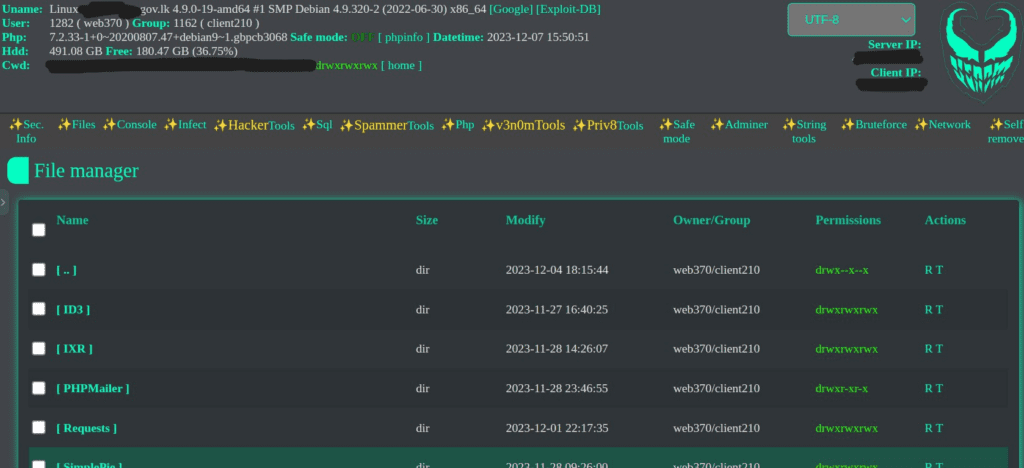 Uname: Linux gov.lk 4.9.0-19-amd64 #1 SMP Debian 4.9.320-2 (2022-06-30) x86_64 [Google] [Exploit-DB]
User: 1282 ( web370 ) Group: 1162 ( client210 )
Php: 7.2.33-1+0~20200807.47+debian9~1.gbpcb3068 Safe mode: OFF [ phpinfo ] Datetime: 2023-12-07 15:50:51
Hdd: 491.08 GB Free: 180.47 GB (36.75%)
Cwd: drwxrwxrwx [ home ]
UTF-8
Server IP:
Client IP:
✨Sec. Info ✨Files ✨Console ✨Infect ✨HackerTools ✨Sql ✨SpammerTools ✨Php ✨v3n0mTools ✨Priv8Tools ✨Safe mode ✨Adminer ✨String tools ✨Bruteforce ✨Network ✨Self remove
File manager
Name Size Modify Owner/Group Permissions Actions
[ .. ] dir 2023-12-04 18:15:44 web370/client210 drwx--x--x R T
[ ID3 ] dir 2023-11-27 16:40:25 web370/client210 drwxrwxrwx R T
[ IXR ] dir 2023-11-28 14:26:07 web370/client210 drwxrwxrwx R T
[ PHPMailer ] dir 2023-11-28 23:46:55 web370/client210 drwxr-xr-x R T
[ Requests ] dir 2023-12-01 22:17:35 web370/client210 drwxrwxrwx R T
[ SimplePie ] dir 2023-11-28 09:26:00 web370/client210 drwxrwxrwx R T